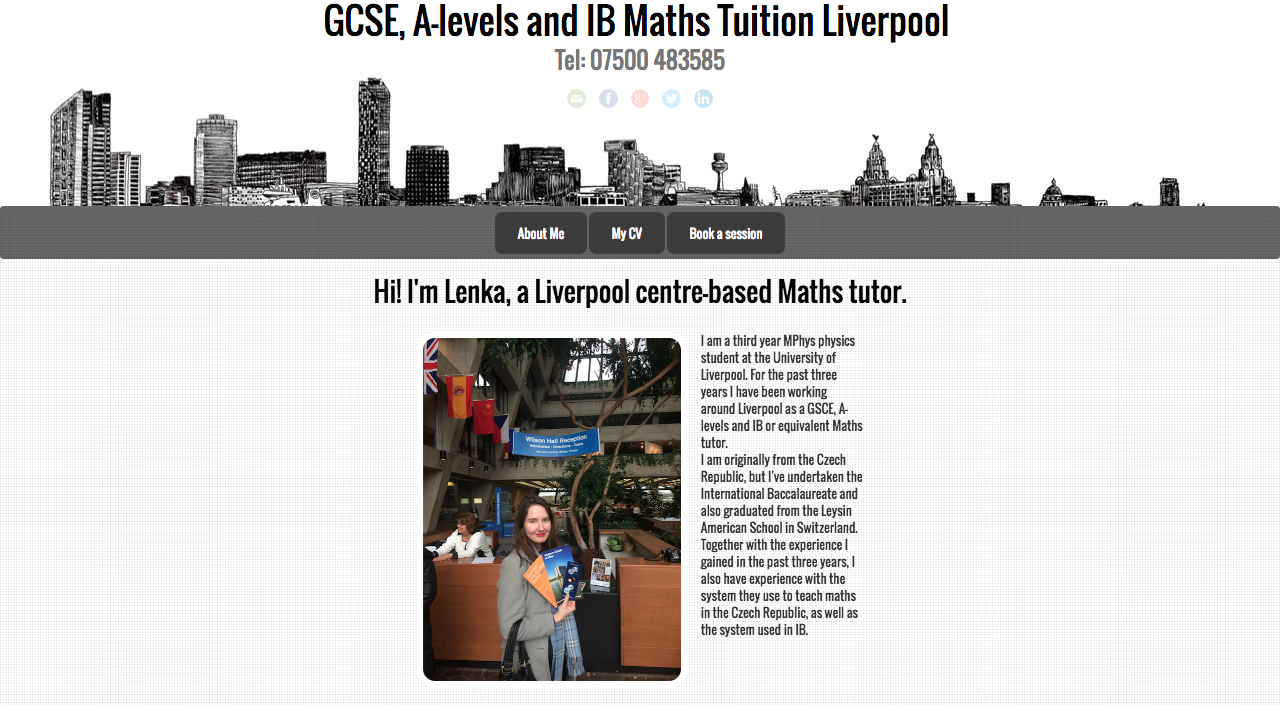 GCSE, A-levels and IB Maths Tuition Liverpool
Tel: 07500 483585
About Me
My CV
Book a session
Hi! I'm Lenka, a Liverpool centre-based Maths tutor.
Wilson Hall Reception
I am a third year MPhys physics
student at the University of
Liverpool. For the past three
years I have been working
around Liverpool as a GSCE, A-
levels and IB or equivalent Maths
tutor.
I am originally from the Czech
Republic, but I've undertaken the
International Baccalaureate and
also graduated from the Leysin
American School in Switzerland.
Together with the experience I
gained in the past three years, I
also have experience with the
system they use to teach maths
in the Czech Republic, as well as
the system used in IB.